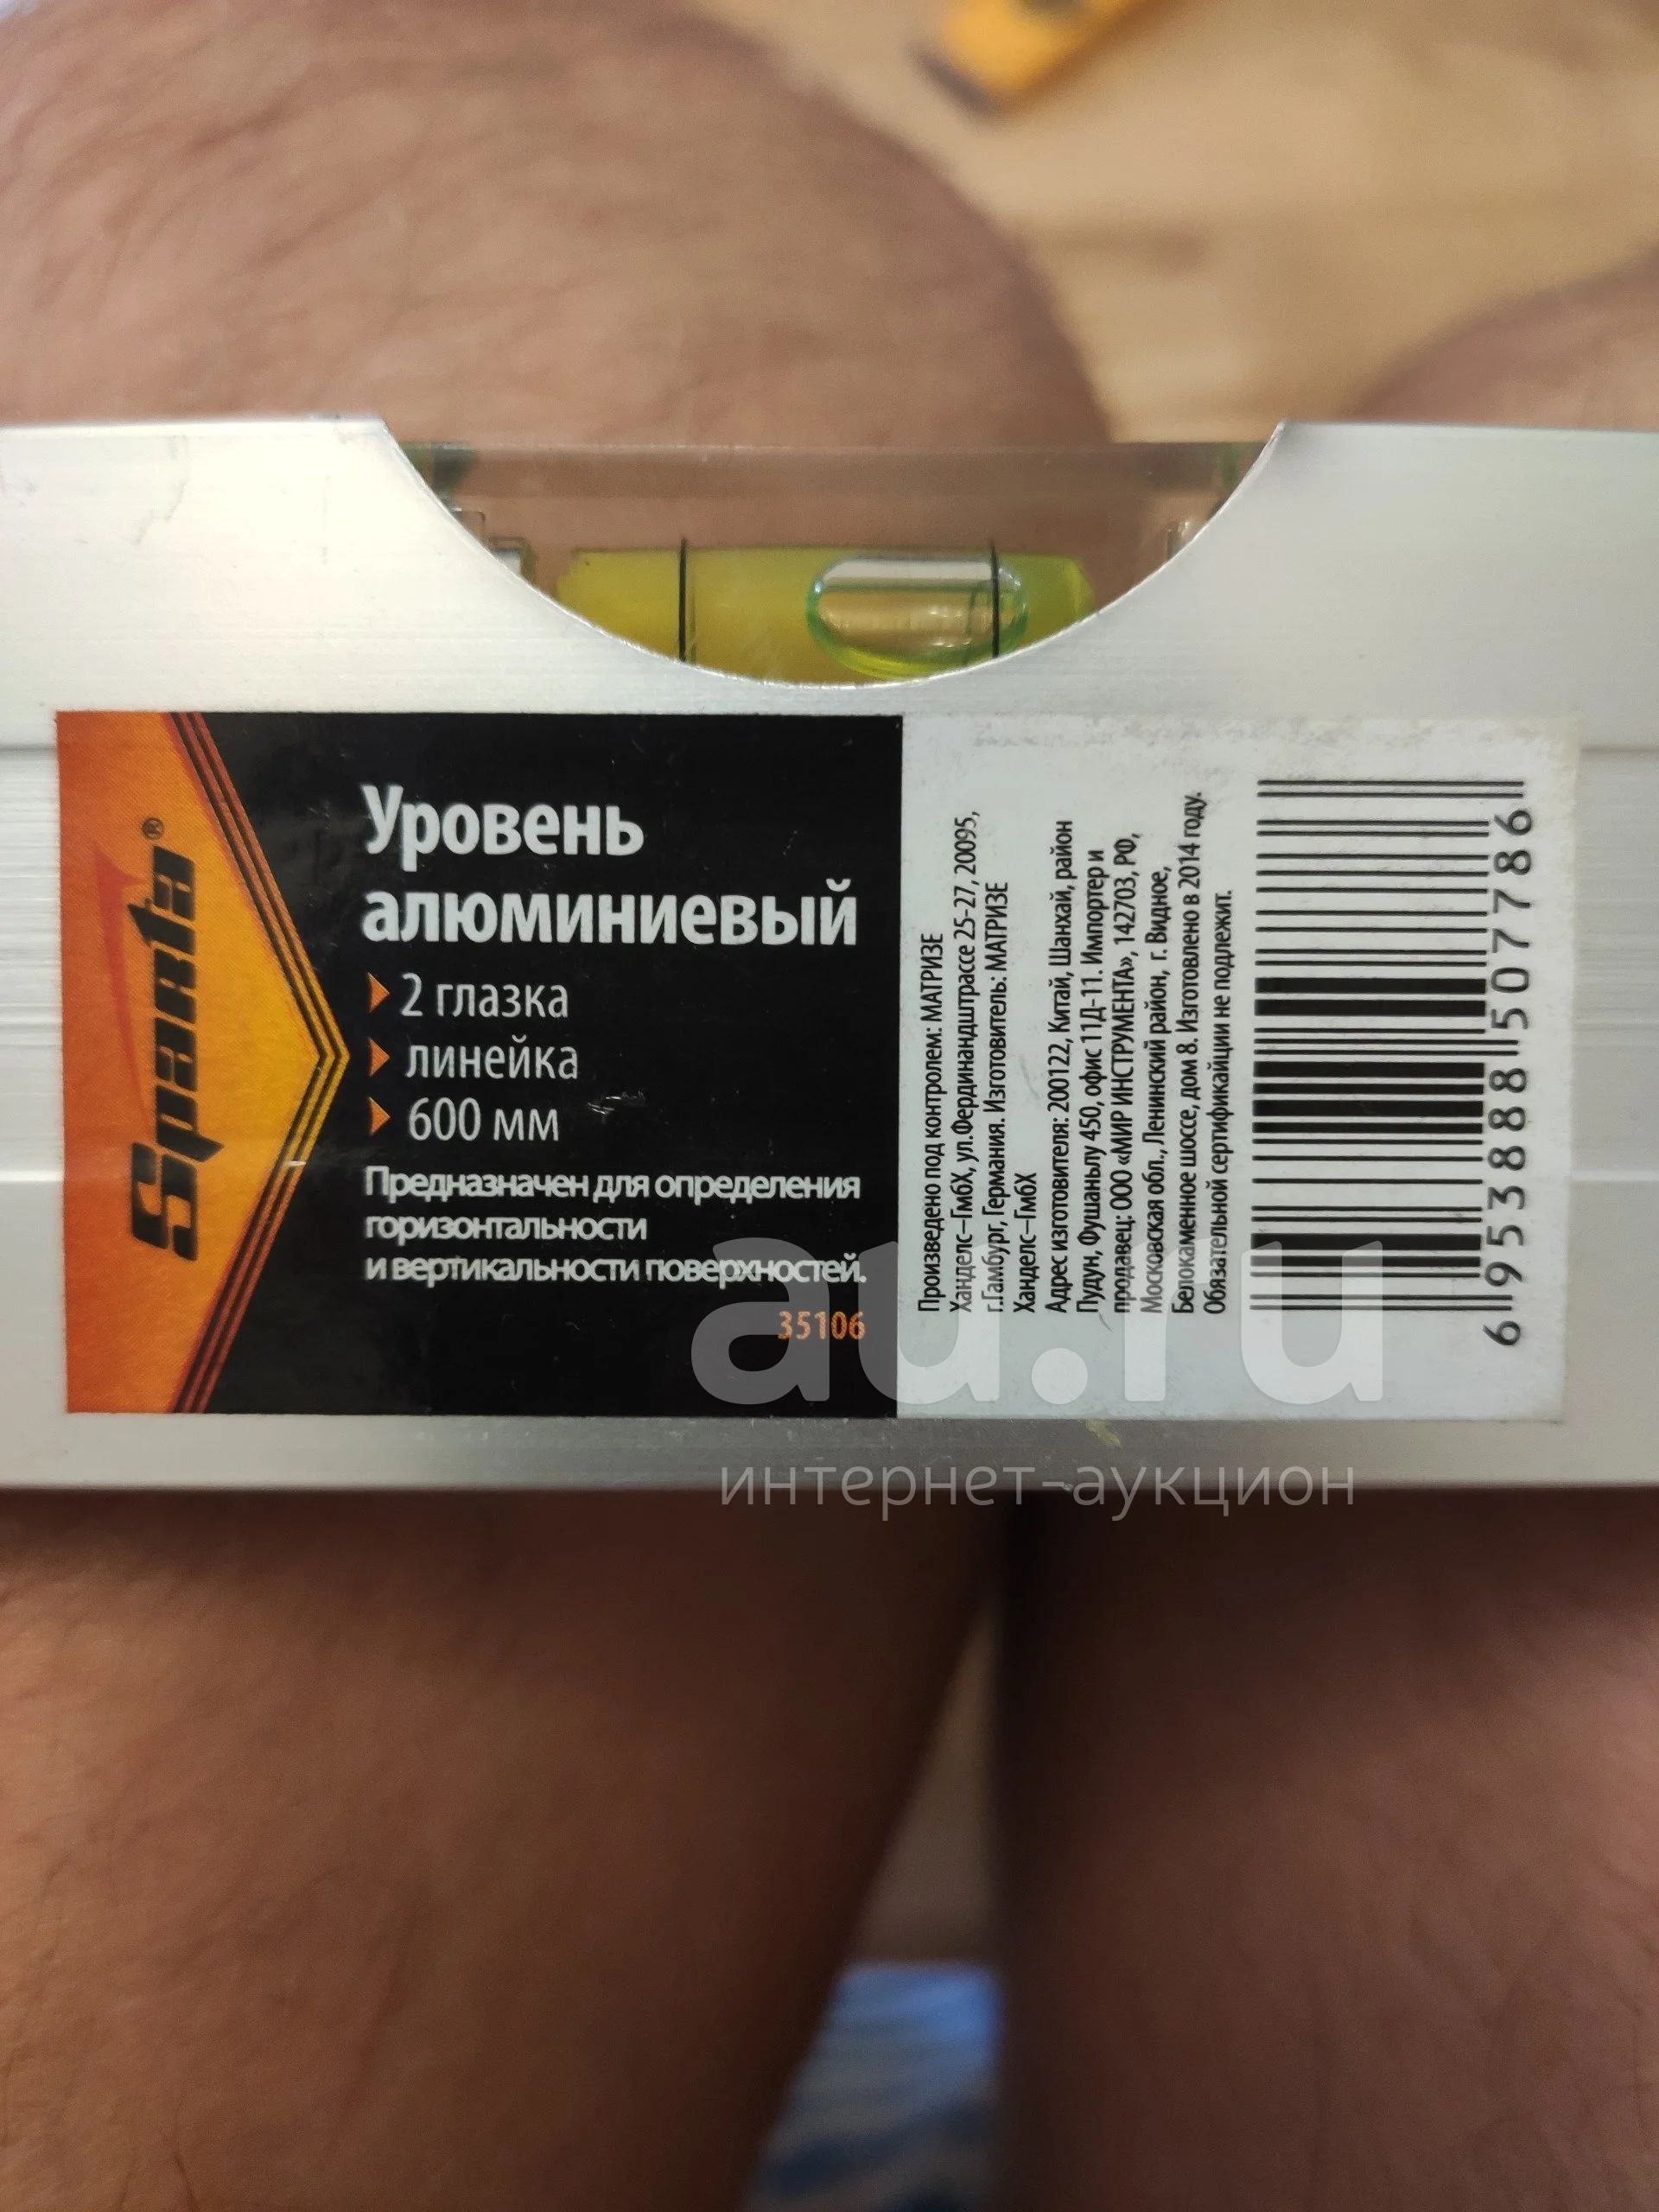 Sparta®
Уровень
алюминиевый
2 глазка
линейка
600 мм
Предназначен для определения
горизонтальности
и вертикальности поверхностей.
35106
Произведено под контролем: МАТРИЗЕ
Ханделс–ГмбХ, ул.Фердинандштрассе 25-27, 20095,
г.Гамбург, Германия. Изготовитель: МАТРИЗЕ
Ханделс–ГмбХ
Адрес изготовителя: 200122, Китай, Шанхай, район
Пудун, Фушаньлу 450, офис 11Д-11. Импортер и
продавец: ООО «МИР ИНСТРУМЕНТА», 142703, РФ,
Московская обл., Ленинский район, г. Видное,
Белокаменное шоссе, дом 8. Изготовлено в 2014 году.
Обязательной сертификайции не подлежит.
6953888507786
au.ru
интернет-аукцион